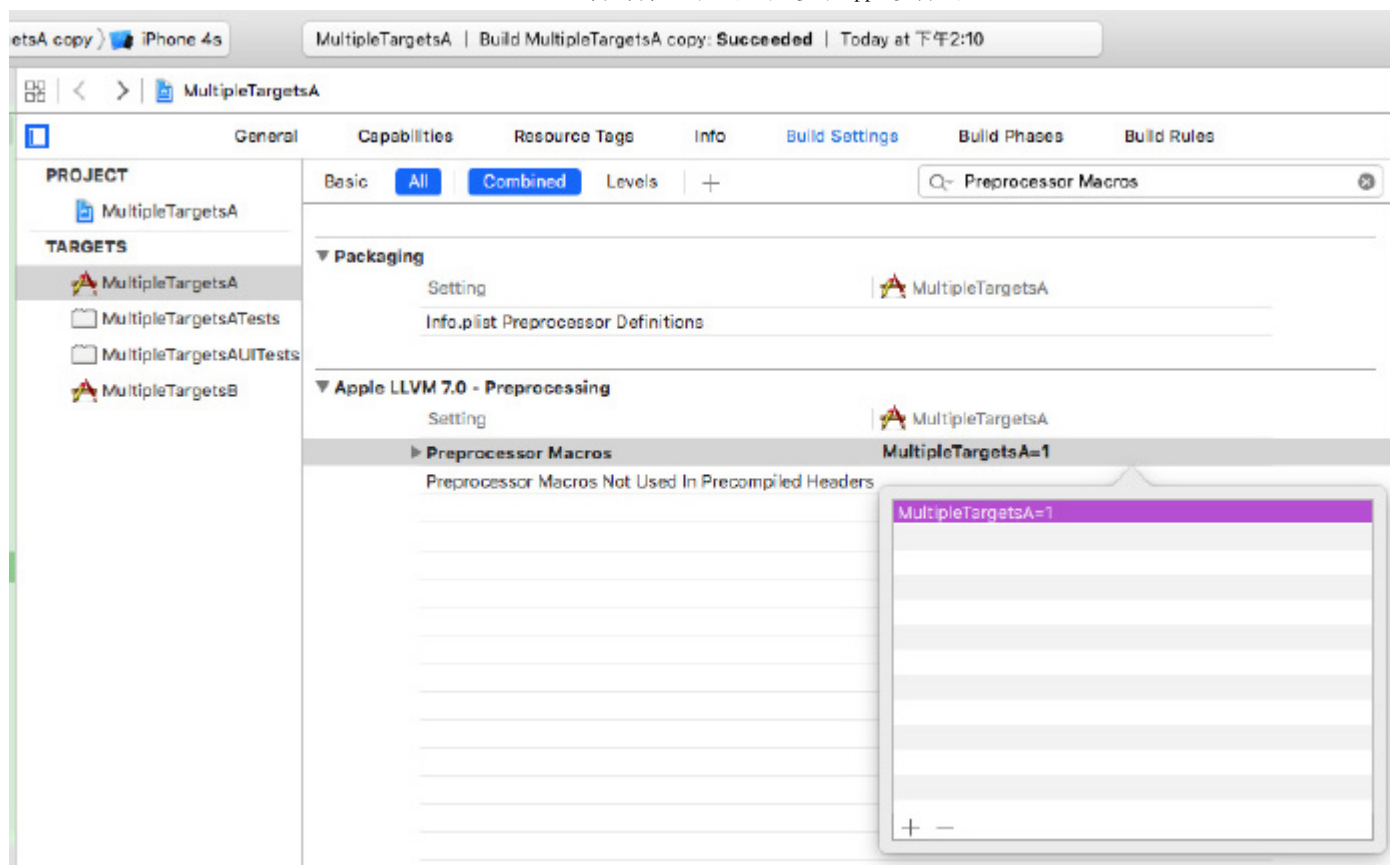 etsA copy 〉 iPhone 4s MultipleTargetsA | Build MultipleTargetsA copy: Succeeded | Today at 下午2:10
MultipleTargetsA
General Capabilities Resource Tags Info Build Settings Build Phases Build Rules
PROJECT
MultipleTargetsA
TARGETS
MultipleTargetsA
MultipleTargetsATests
MultipleTargetsAUITests
MultipleTargetsB
Basic All Combined Levels + Preprocessor Macros
Packaging
Setting MultipleTargetsA
Info.plist Preprocessor Definitions
Apple LLVM 7.0 - Preprocessing
Setting MultipleTargetsA
Preprocessor Macros MultipleTargetsA=1
Preprocessor Macros Not Used In Precompiled Headers
MultipleTargetsA=1
+ −